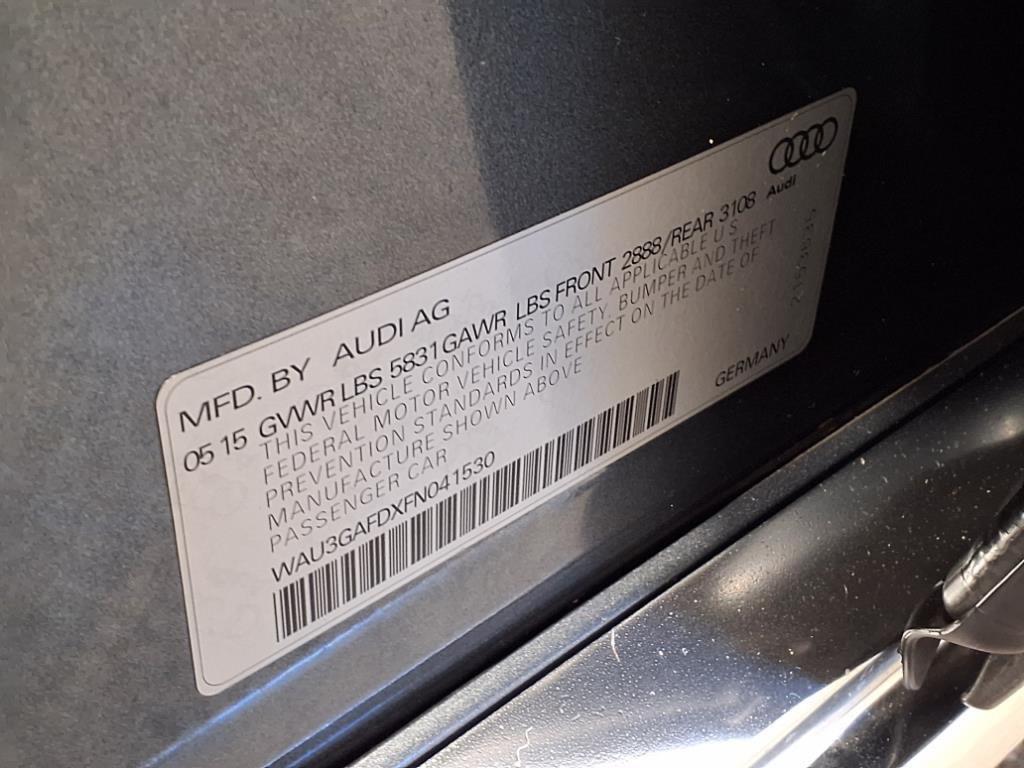 Audi
MFD. BY AUDI AG
05 15 GVWR LBS 5831 GAWR LBS FRONT 2888/REAR 3108
THIS VEHICLE CONFORMS TO ALL APPLICABLE U S
FEDERAL MOTOR VEHICLE SAFETY, BUMPER AND THEFT
PREVENTION STANDARDS IN EFFECT ON THE DATE OF
MANUFACTURE SHOWN ABOVE
PASSENGER CAR
WAU3GAFDXFN041530
GERMANY